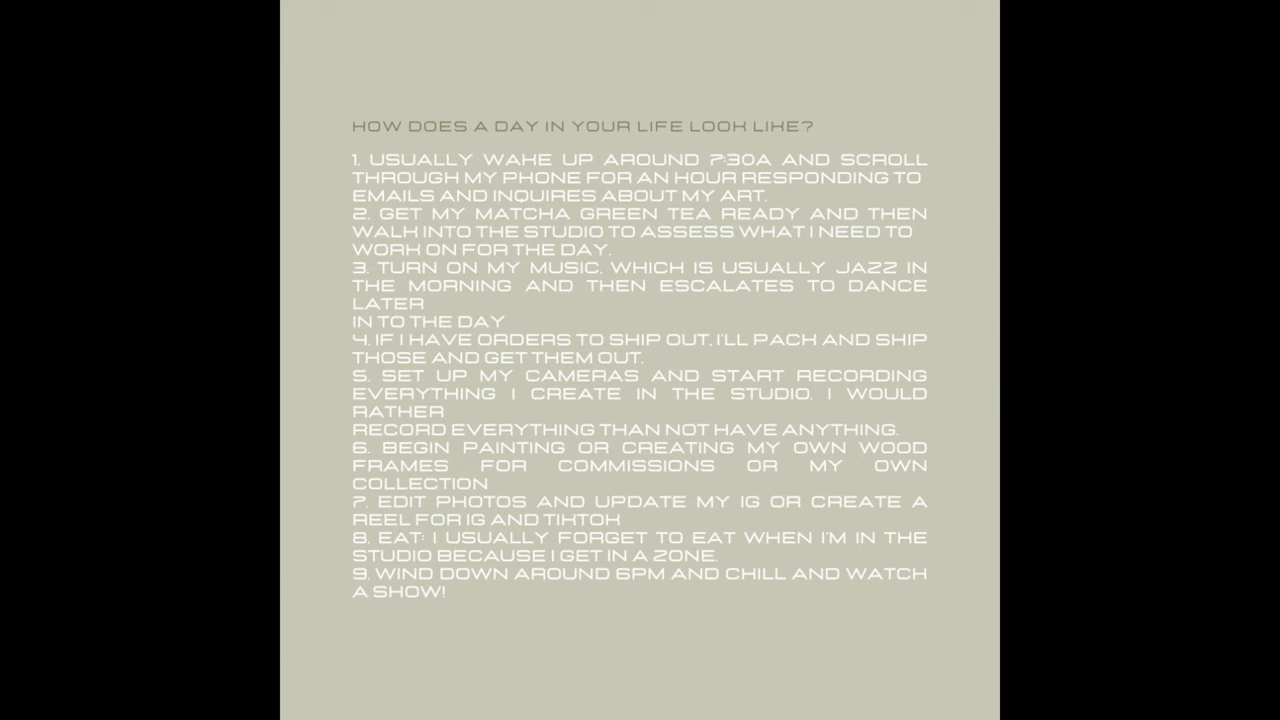 HOW DOES A DAY IN YOUR LIFE LOOK LIKE?
1. USUALLY WAKE UP AROUND 7:30A AND SCROLL
THROUGH MY PHONE FOR AN HOUR RESPONDING TO
EMAILS AND INQUIRES ABOUT MY ART.
2. GET MY MATCHA GREEN TEA READY AND THEN
WALK INTO THE STUDIO TO ASSESS WHAT I NEED TO
WORK ON FOR THE DAY.
3. TURN ON MY MUSIC, WHICH IS USUALLY JAZZ IN
THE MORNING AND THEN ESCALATES TO DANCE
LATER
IN TO THE DAY
4. IF I HAVE ORDERS TO SHIP OUT, I'LL PACK AND SHIP
THOSE AND GET THEM OUT.
5. SET UP MY CAMERAS AND START RECORDING
EVERYTHING I CREATE IN THE STUDIO. I WOULD
RATHER
RECORD EVERYTHING THAN NOT HAVE ANYTHING.
6. BEGIN PAINTING OR CREATING MY OWN WOOD
FRAMES FOR COMMISSIONS OR MY OWN
COLLECTION
7. EDIT PHOTOS AND UPDATE MY IG OR CREATE A
REEL FOR IG AND TIKTOK
8. EAT: I USUALLY FORGET TO EAT WHEN I'M IN THE
STUDIO BECAUSE I GET IN A ZONE.
9. WIND DOWN AROUND 6PM AND CHILL AND WATCH
A SHOW!